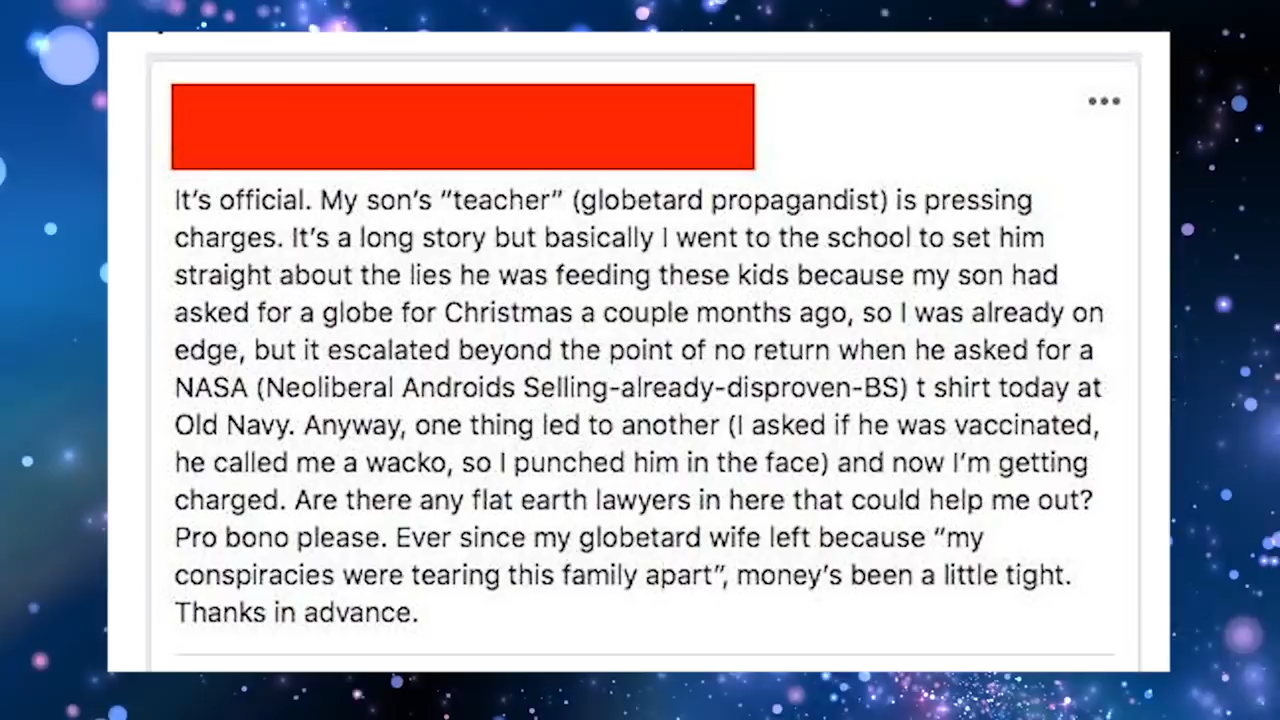 It's official. My son's "teacher" (globetard propagandist) is pressing
charges. It's a long story but basically I went to the school to set him
straight about the lies he was feeding these kids because my son had
asked for a globe for Christmas a couple months ago, so I was already on
edge, but it escalated beyond the point of no return when he asked for a
NASA (Neoliberal Androids Selling-already-disproven-BS) t shirt today at
Old Navy. Anyway, one thing led to another (I asked if he was vaccinated,
he called me a wacko, so I punched him in the face) and now I'm getting
charged. Are there any flat earth lawyers in here that could help me out?
Pro bono please. Ever since my globetard wife left because "my
conspiracies were tearing this family apart", money's been a little tight.
Thanks in advance.